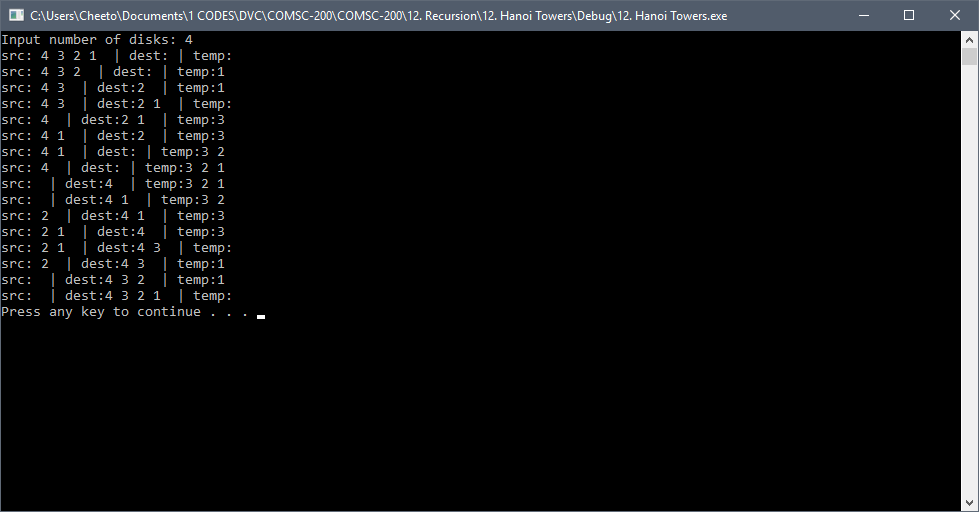 C:\Users\Cheeto\Documents\1 CODES\DVC\COMSC-200\COMSC-200\12. Recursion\12. Hanoi Towers\Debug\12. Hanoi Towers.exe
Input number of disks: 4
src: 4 3 2 1  | dest: | temp:
src: 4 3 2  | dest: | temp:1
src: 4 3  | dest:2  | temp:1
src: 4 3  | dest:2 1  | temp:
src: 4  | dest:2 1  | temp:3
src: 4 1  | dest:2  | temp:3
src: 4 1  | dest: | temp:3 2
src: 4  | dest: | temp:3 2 1
src:  | dest:4  | temp:3 2 1
src:  | dest:4 1  | temp:3 2
src: 2  | dest:4 1  | temp:3
src: 2 1  | dest:4  | temp:3
src: 2 1  | dest:4 3  | temp:
src: 2  | dest:4 3  | temp:1
src:  | dest:4 3 2  | temp:1
src:  | dest:4 3 2 1  | temp:
Press any key to continue . . .